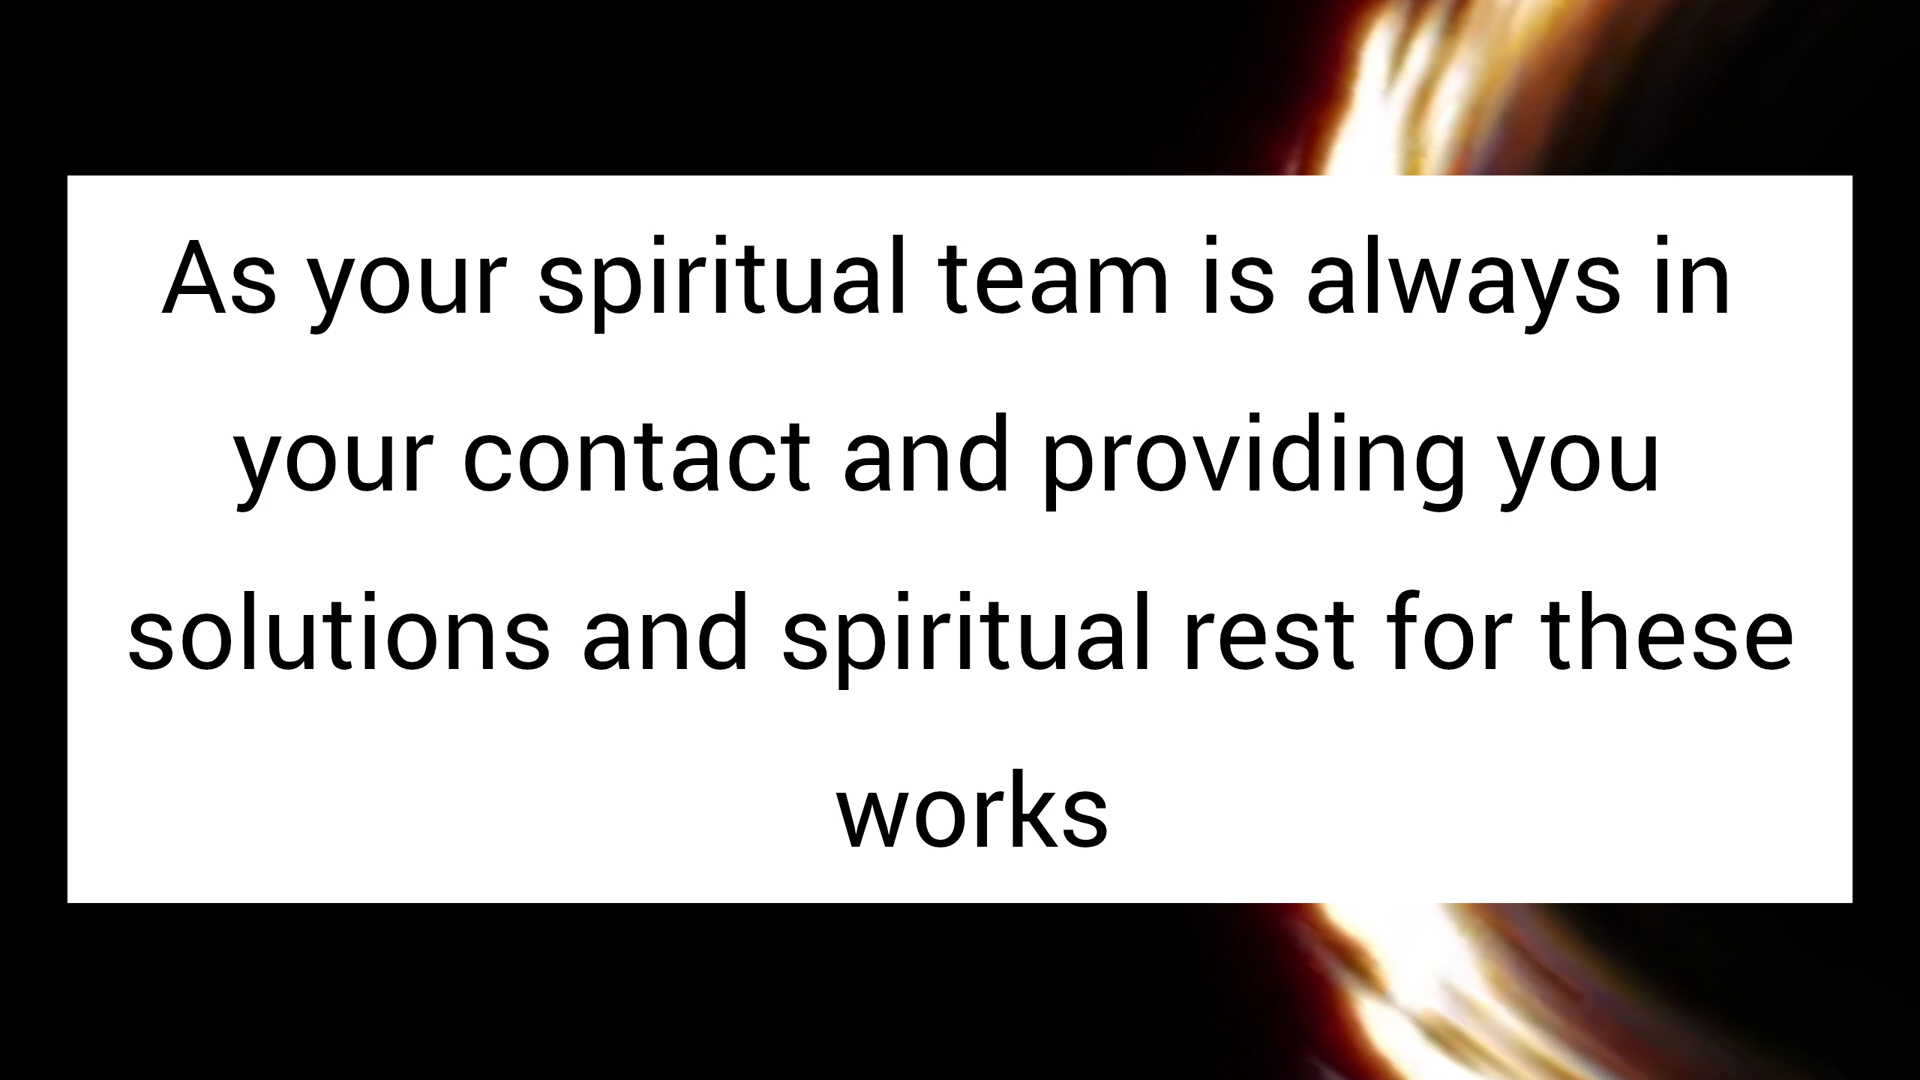 As your spiritual team is always in
your contact and providing you
solutions and spiritual rest for these
works